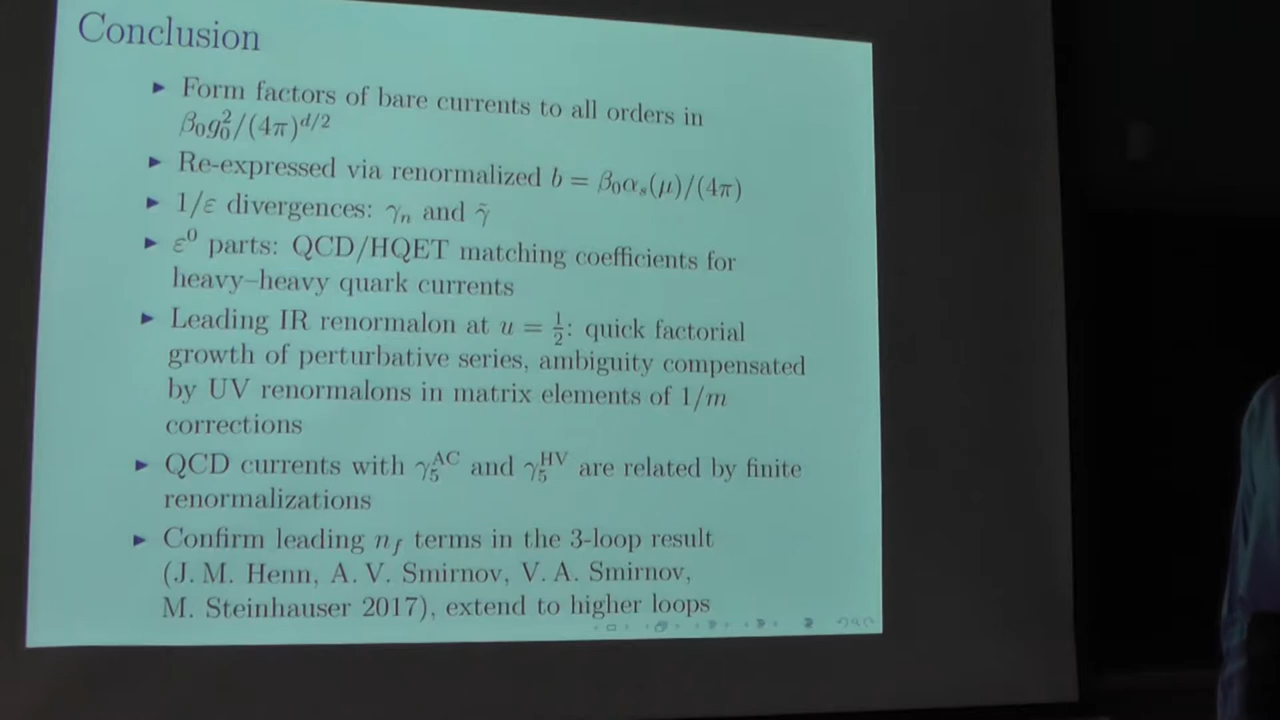 Conclusion
▶ Form factors of bare currents to all orders in
β₀g₀²/(4π)^{d/2}
▶ Re-expressed via renormalized b = β₀αₛ(μ)/(4π)
▶ 1/ε divergences: γₙ and γ̃
▶ ε⁰ parts: QCD/HQET matching coefficients for
heavy–heavy quark currents
▶ Leading IR renormalon at u = ½: quick factorial
growth of perturbative series, ambiguity compensated
by UV renormalons in matrix elements of 1/m
corrections
▶ QCD currents with γ₅^{AC} and γ₅^{HV} are related by finite
renormalizations
▶ Confirm leading n_f terms in the 3-loop result
(J. M. Henn, A. V. Smirnov, V. A. Smirnov,
M. Steinhauser 2017), extend to higher loops